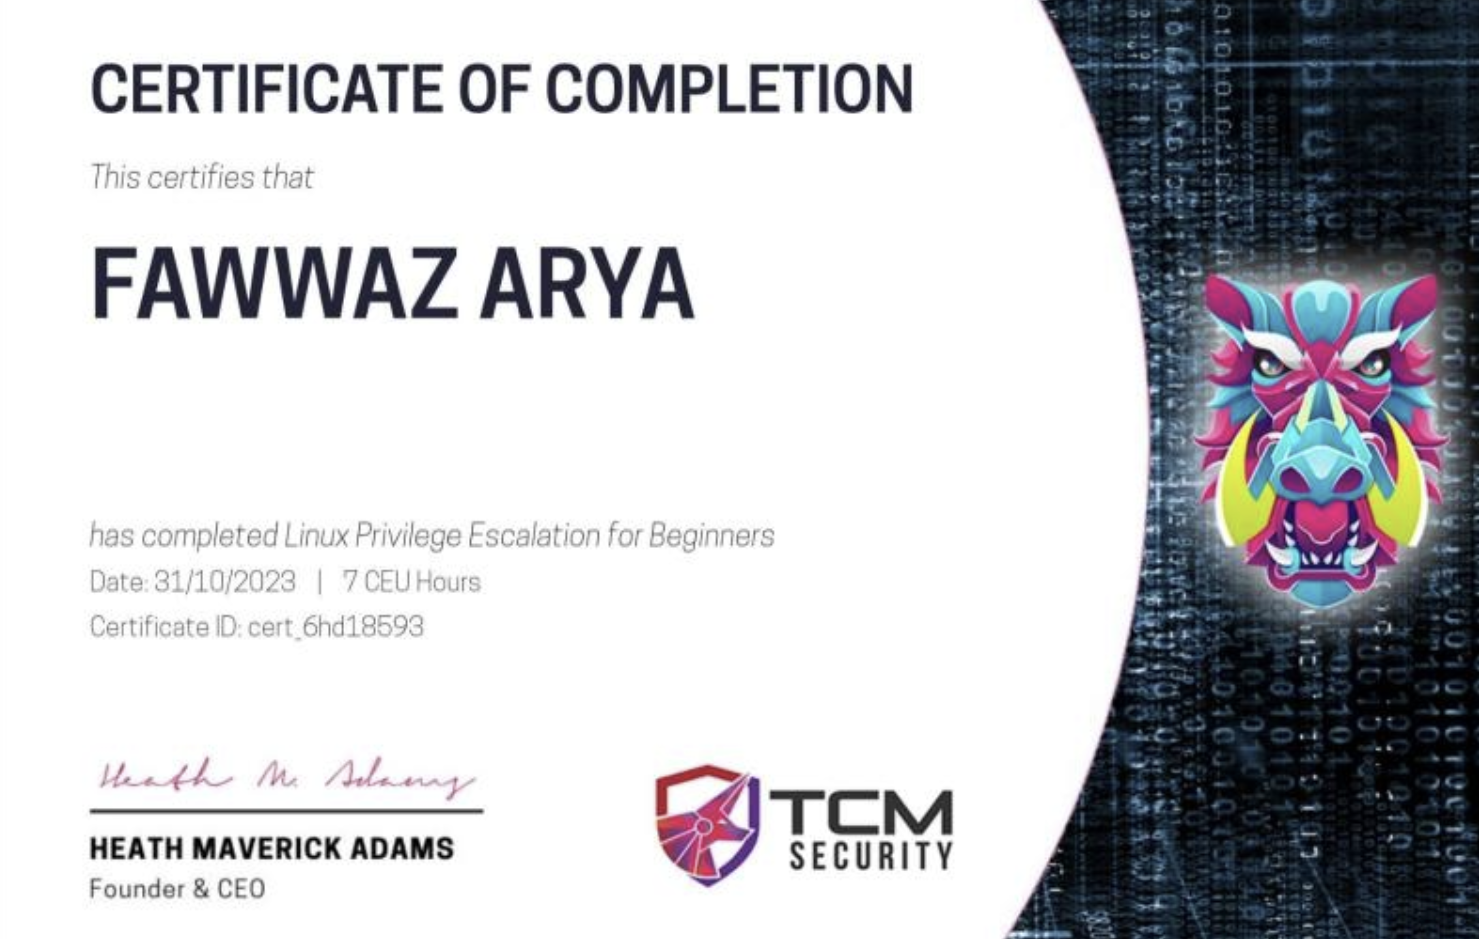 CERTIFICATE OF COMPLETION
This certifies that
FAWWAZ ARYA
has completed Linux Privilege Escalation for Beginners
Date: 31/10/2023 | 7 CEU Hours
Certificate ID: cert_6hd18593
Heath M. Adams
HEATH MAVERICK ADAMS
Founder & CEO
TCM
SECURITY